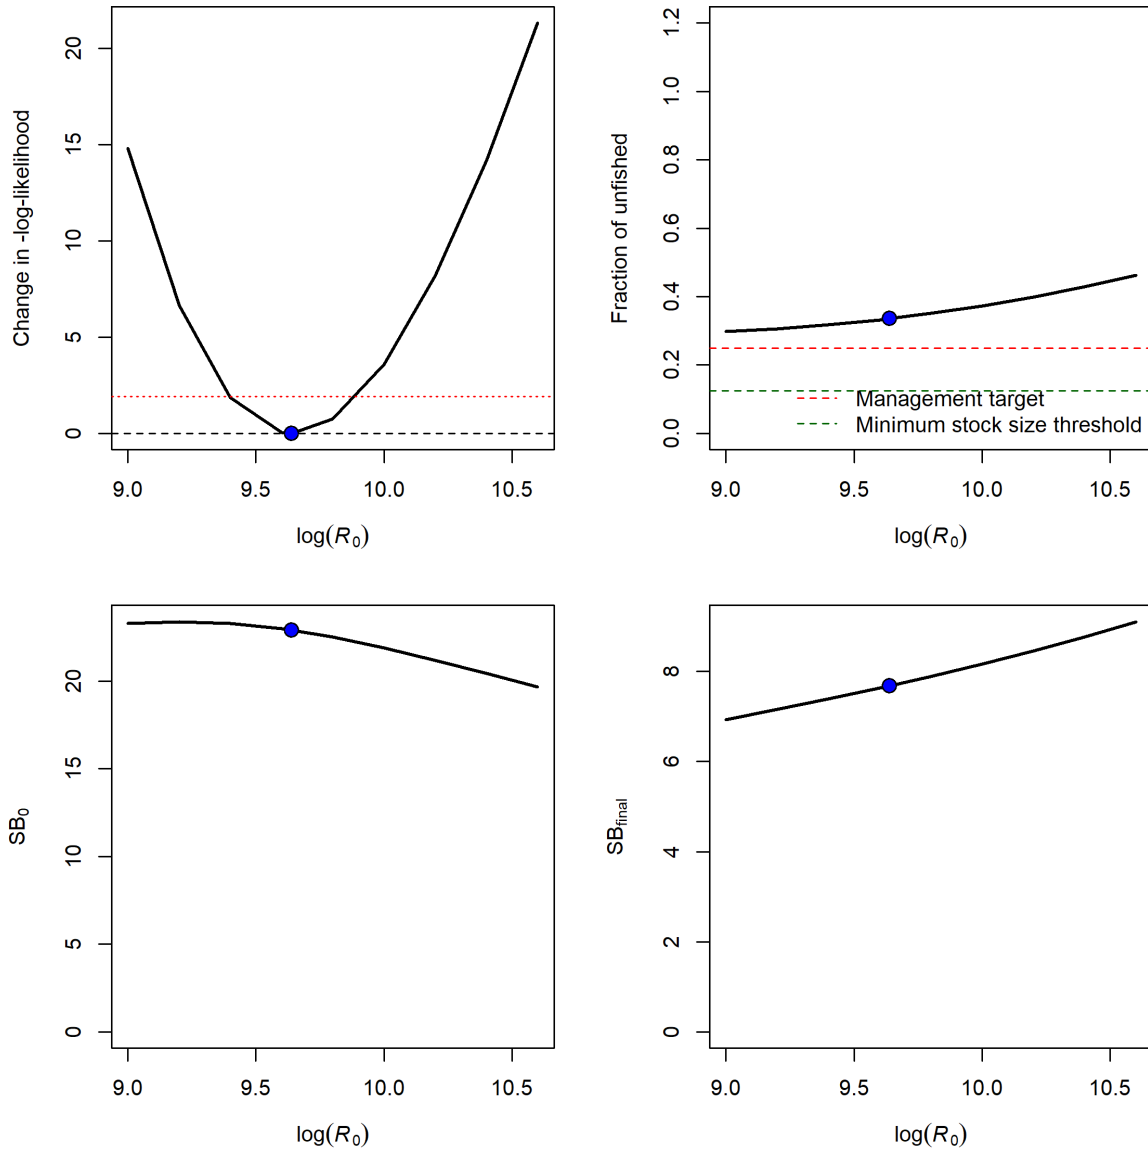 Change in -log-likelihood
20
15
10
5
0
9.0 9.5 10.0 10.5
log(R₀)
Fraction of unfished
1.2
1.0
0.8
0.6
0.4
0.2
0.0
Management target
Minimum stock size threshold
9.0 9.5 10.0 10.5
log(R₀)
SB₀
20
15
10
5
0
9.0 9.5 10.0 10.5
log(R₀)
SBfinal
8
6
4
2
0
9.0 9.5 10.0 10.5
log(R₀)